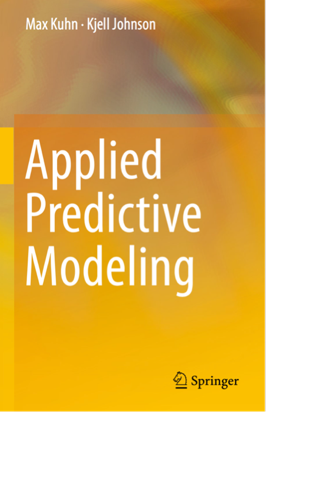 Max Kuhn · Kjell Johnson
Applied
Predictive
Modeling
Springer